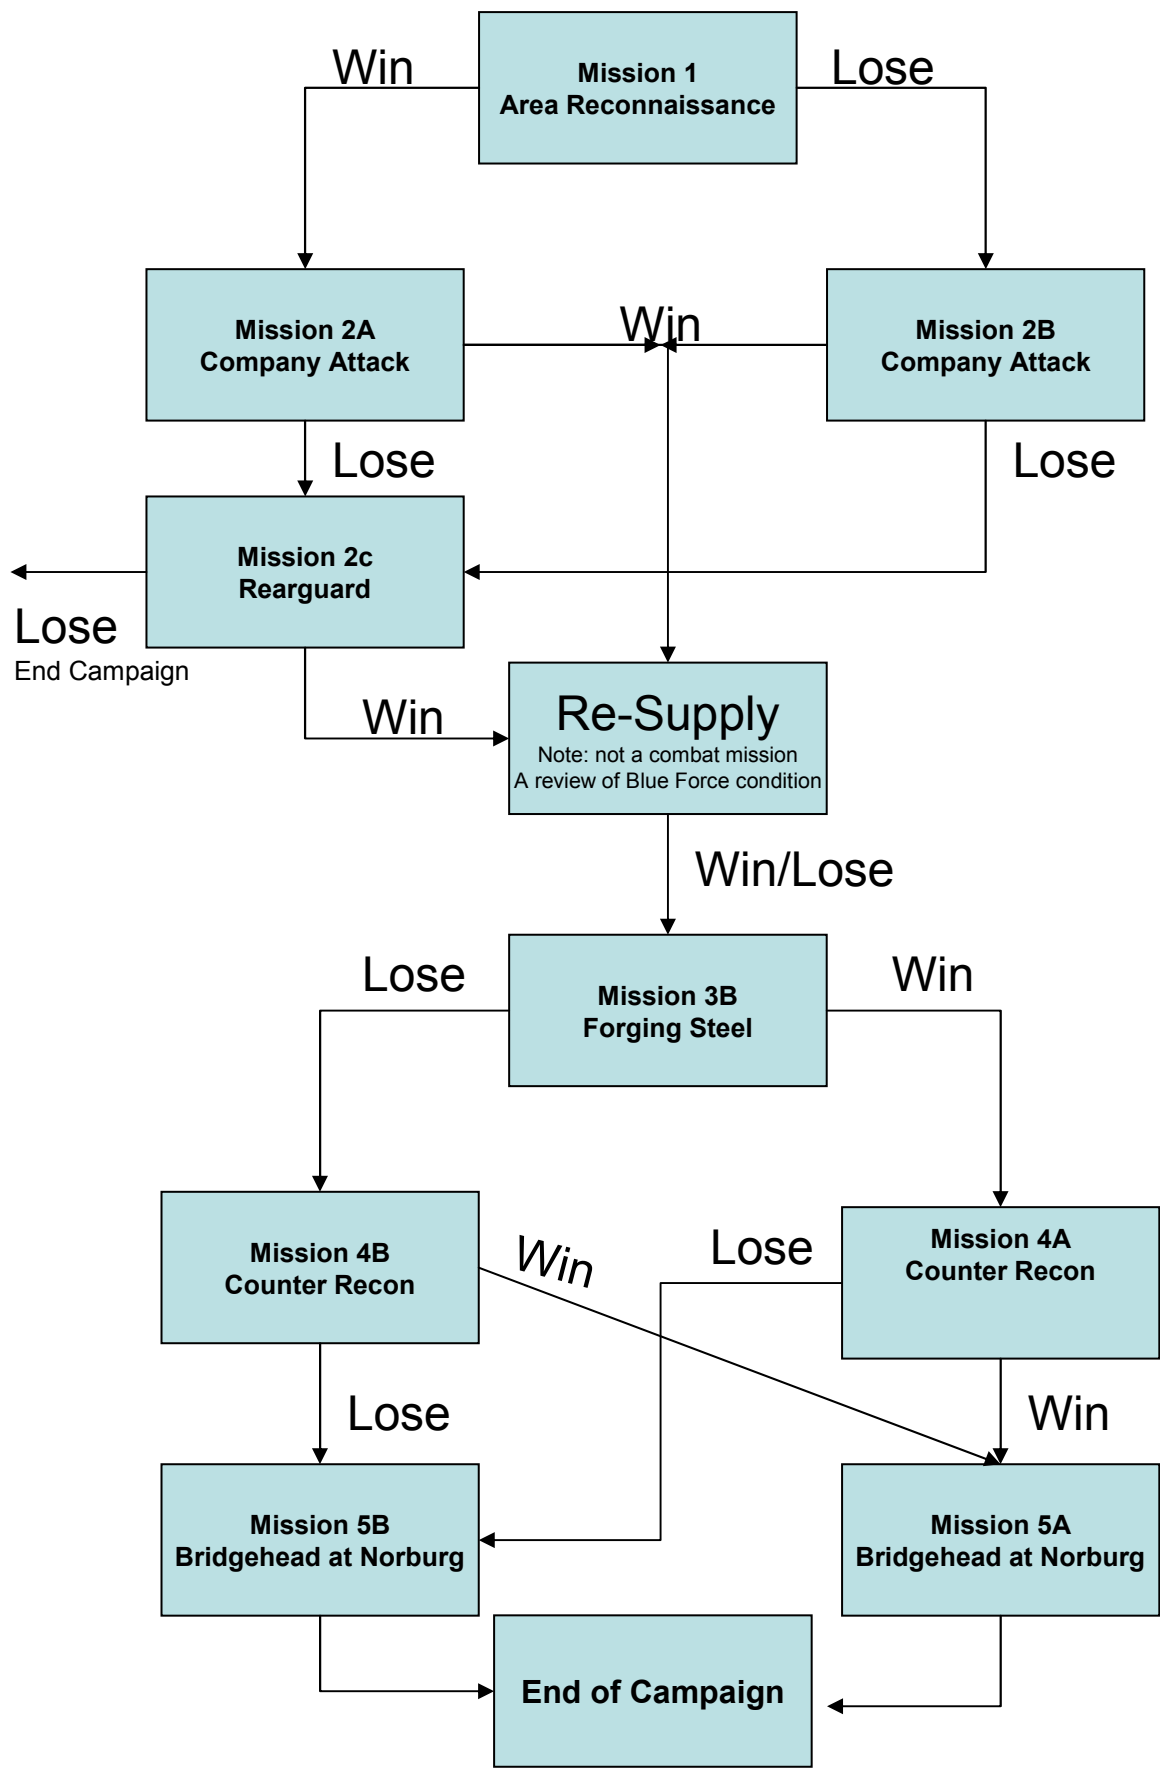 Win
Mission 1
Area Reconnaissance
Lose
Mission 2A
Company Attack
Win
Mission 2B
Company Attack
Lose
Lose
Mission 2c
Rearguard
Lose
End Campaign
Win
Re-Supply
Note: not a combat mission
A review of Blue Force condition
Win/Lose
Lose
Mission 3B
Forging Steel
Win
Mission 4B
Counter Recon
Win
Lose
Mission 4A
Counter Recon
Lose
Win
Mission 5B
Bridgehead at Norburg
Mission 5A
Bridgehead at Norburg
End of Campaign